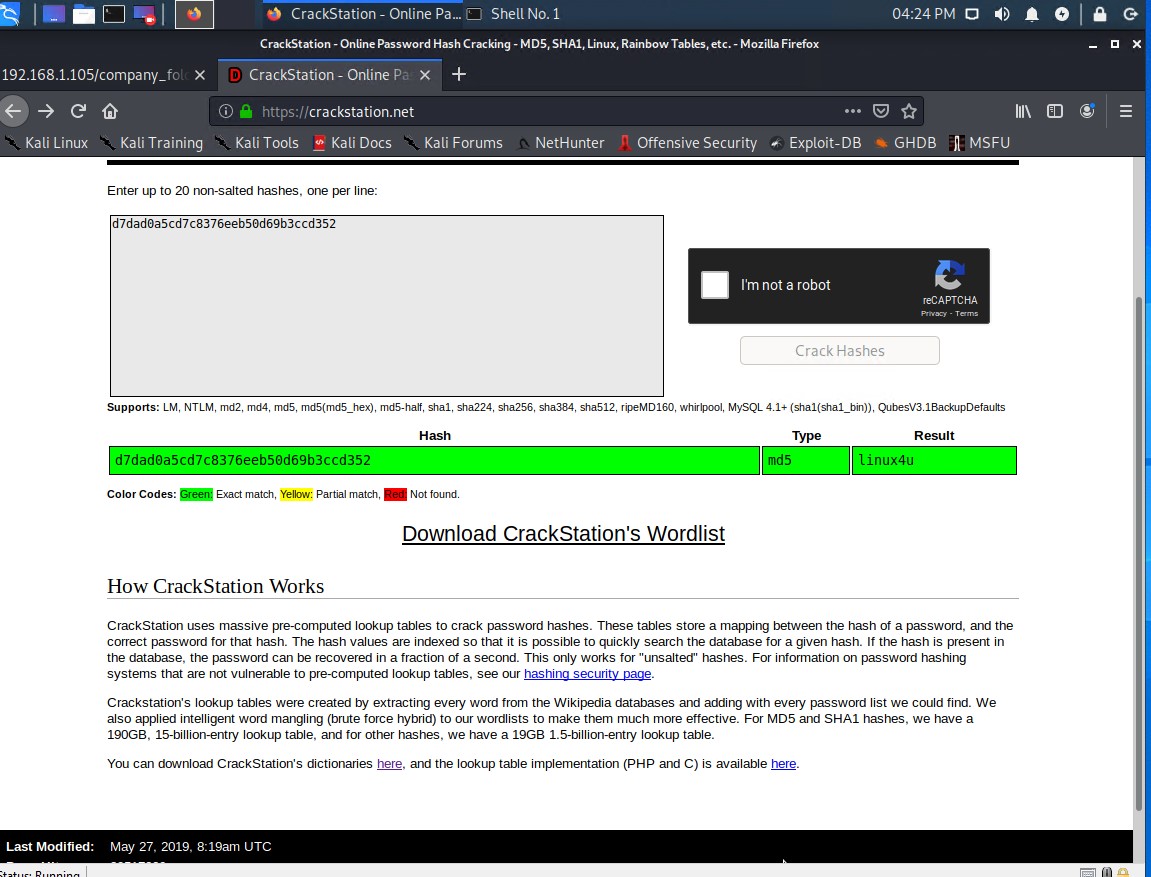 CrackStation - Online Pa...
Shell No. 1
04:24 PM
CrackStation - Online Password Hash Cracking - MD5, SHA1, Linux, Rainbow Tables, etc. - Mozilla Firefox
192.168.1.105/company_fol
CrackStation - Online Pa
https://crackstation.net
Kali Linux Kali Training Kali Tools Kali Docs Kali Forums NetHunter Offensive Security Exploit-DB GHDB MSFU
Enter up to 20 non-salted hashes, one per line:
d7dad0a5cd7c8376eeb50d69b3ccd352
I'm not a robot
reCAPTCHA
Privacy - Terms
Crack Hashes
Supports: LM, NTLM, md2, md4, md5, md5(md5_hex), md5-half, sha1, sha224, sha256, sha384, sha512, ripeMD160, whirlpool, MySQL 4.1+ (sha1(sha1_bin)), QubesV3.1BackupDefaults
Hash Type Result
d7dad0a5cd7c8376eeb50d69b3ccd352 md5 linux4u
Color Codes: Green: Exact match, Yellow: Partial match, Red: Not found.
Download CrackStation's Wordlist
How CrackStation Works
CrackStation uses massive pre-computed lookup tables to crack password hashes. These tables store a mapping between the hash of a password, and the
correct password for that hash. The hash values are indexed so that it is possible to quickly search the database for a given hash. If the hash is present in
the database, the password can be recovered in a fraction of a second. This only works for "unsalted" hashes. For information on password hashing
systems that are not vulnerable to pre-computed lookup tables, see our hashing security page.
Crackstation's lookup tables were created by extracting every word from the Wikipedia databases and adding with every password list we could find. We
also applied intelligent word mangling (brute force hybrid) to our wordlists to make them much more effective. For MD5 and SHA1 hashes, we have a
190GB, 15-billion-entry lookup table, and for other hashes, we have a 19GB 1.5-billion-entry lookup table.
You can download CrackStation's dictionaries here, and the lookup table implementation (PHP and C) is available here.
Last Modified: May 27, 2019, 8:19am UTC
Status: Running